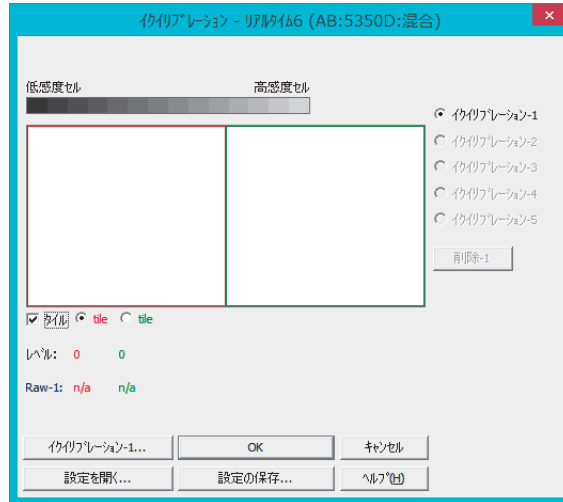 ｲｸｲﾘﾌﾞﾚｰｼｮﾝ - ﾘｱﾙﾀｲﾑ6 (AB:5350D:混合)
低感度ｾﾙ 高感度ｾﾙ
ｲｸｲﾘﾌﾞﾚｰｼｮﾝ-1
ｲｸｲﾘﾌﾞﾚｰｼｮﾝ-2
ｲｸｲﾘﾌﾞﾚｰｼｮﾝ-3
ｲｸｲﾘﾌﾞﾚｰｼｮﾝ-4
ｲｸｲﾘﾌﾞﾚｰｼｮﾝ-5
削除-1
ﾀｲﾙ tile tile
ﾚﾍﾞﾙ: 0 0
Raw-1: n/a n/a
ｲｸｲﾘﾌﾞﾚｰｼｮﾝ-1... OK ｷｬﾝｾﾙ
設定を開く... 設定の保存... ﾍﾙﾌﾟ(H)